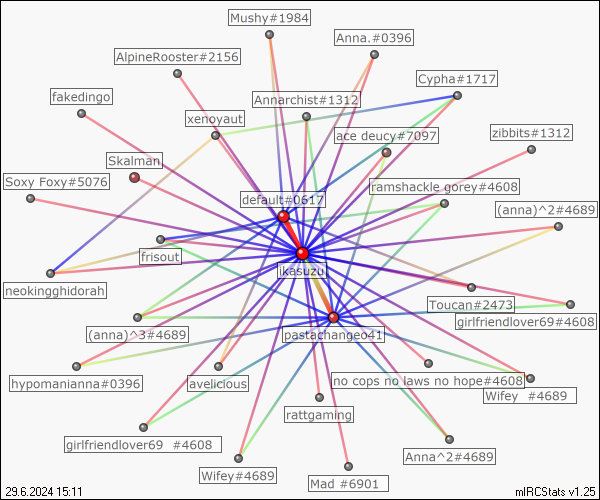 Mushy#1984
Anna.#0396
AlpineRooster#2156
Cypha#1717
fakedingo
Annarchist#1312
xenoyaut
ace deucy#7097
zibbits#1312
Skalman
Soxy Foxy#5076
ramshackle gorey#4608
default#0617
(anna)^2#4689
frisout
ikasuzu
neokingghidorah
Toucan#2473
girlfriendlover69#4608
(anna)^3#4689
pastachangeo41
hypomanianna#0396
avelicious
no cops no laws no hope#4608
Wifey  #4689
rattgaming
girlfriendlover69  #4608
Anna^2#4689
Wifey#4689
Mad #6901
29.6.2024 15:11
mIRCStats v1.25